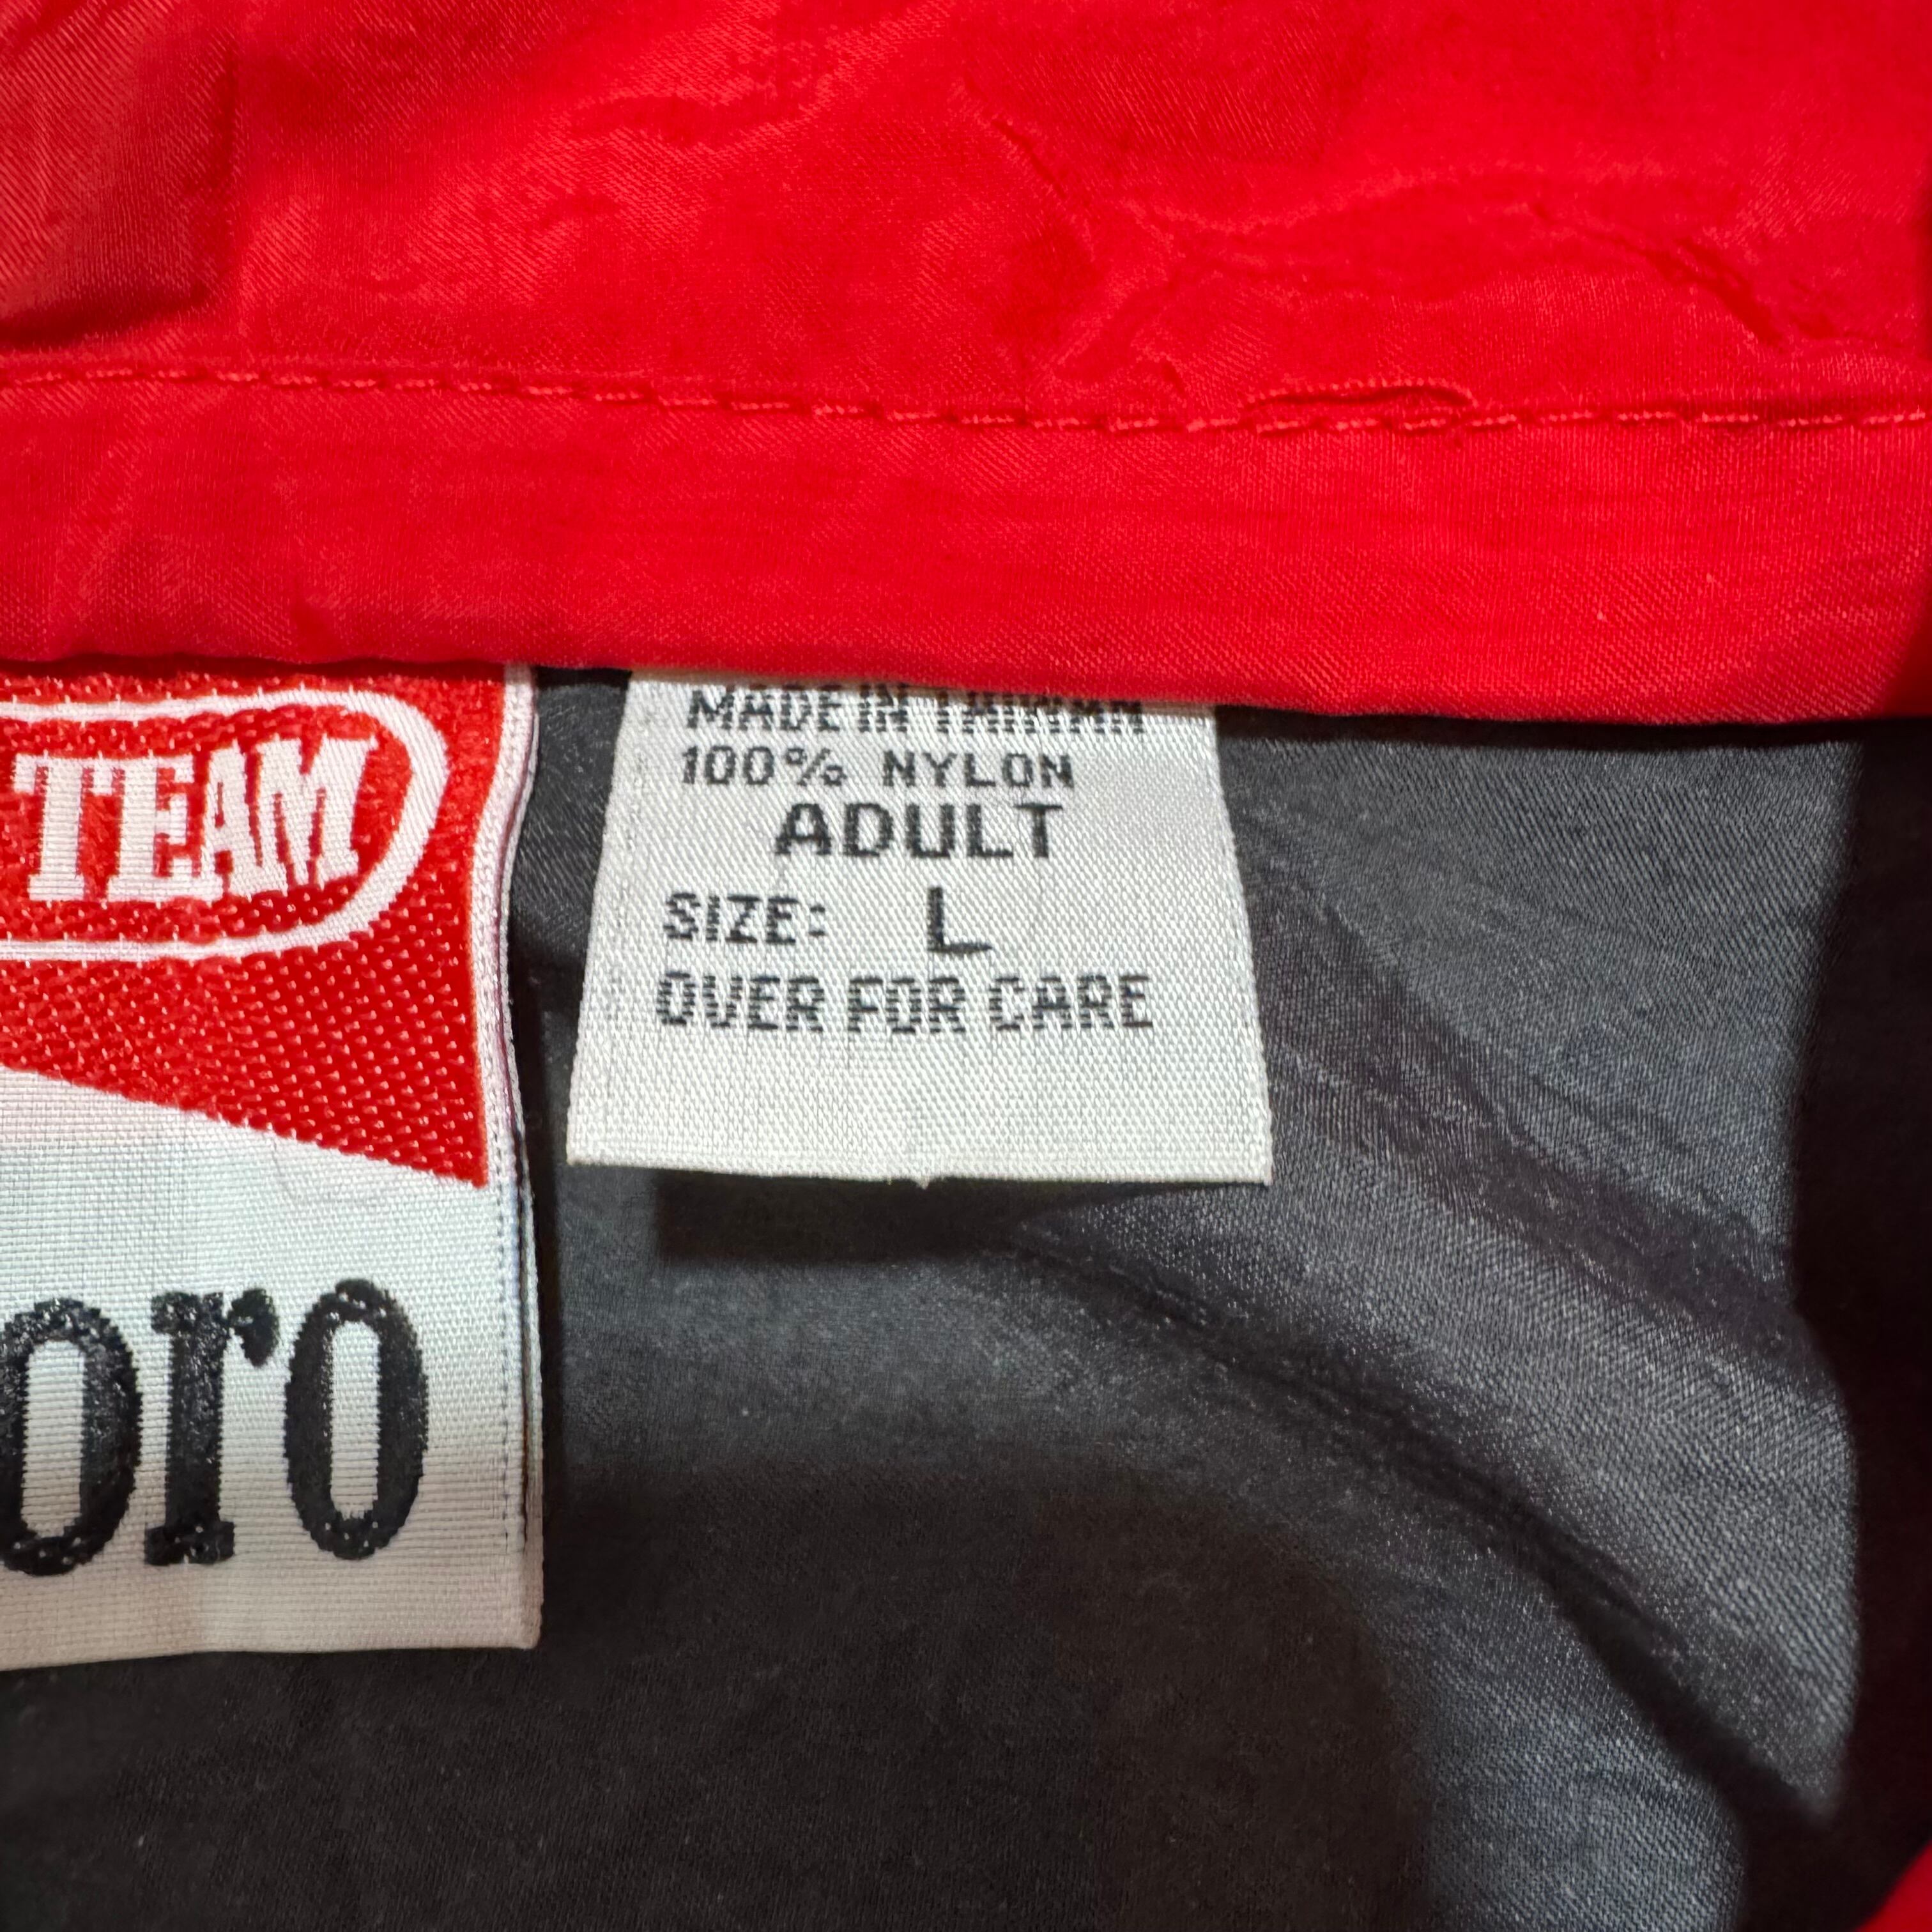 TEAM
oro
MADE IN TAIWAN
100% NYLON
ADULT
SIZE: L
OVER FOR CARE